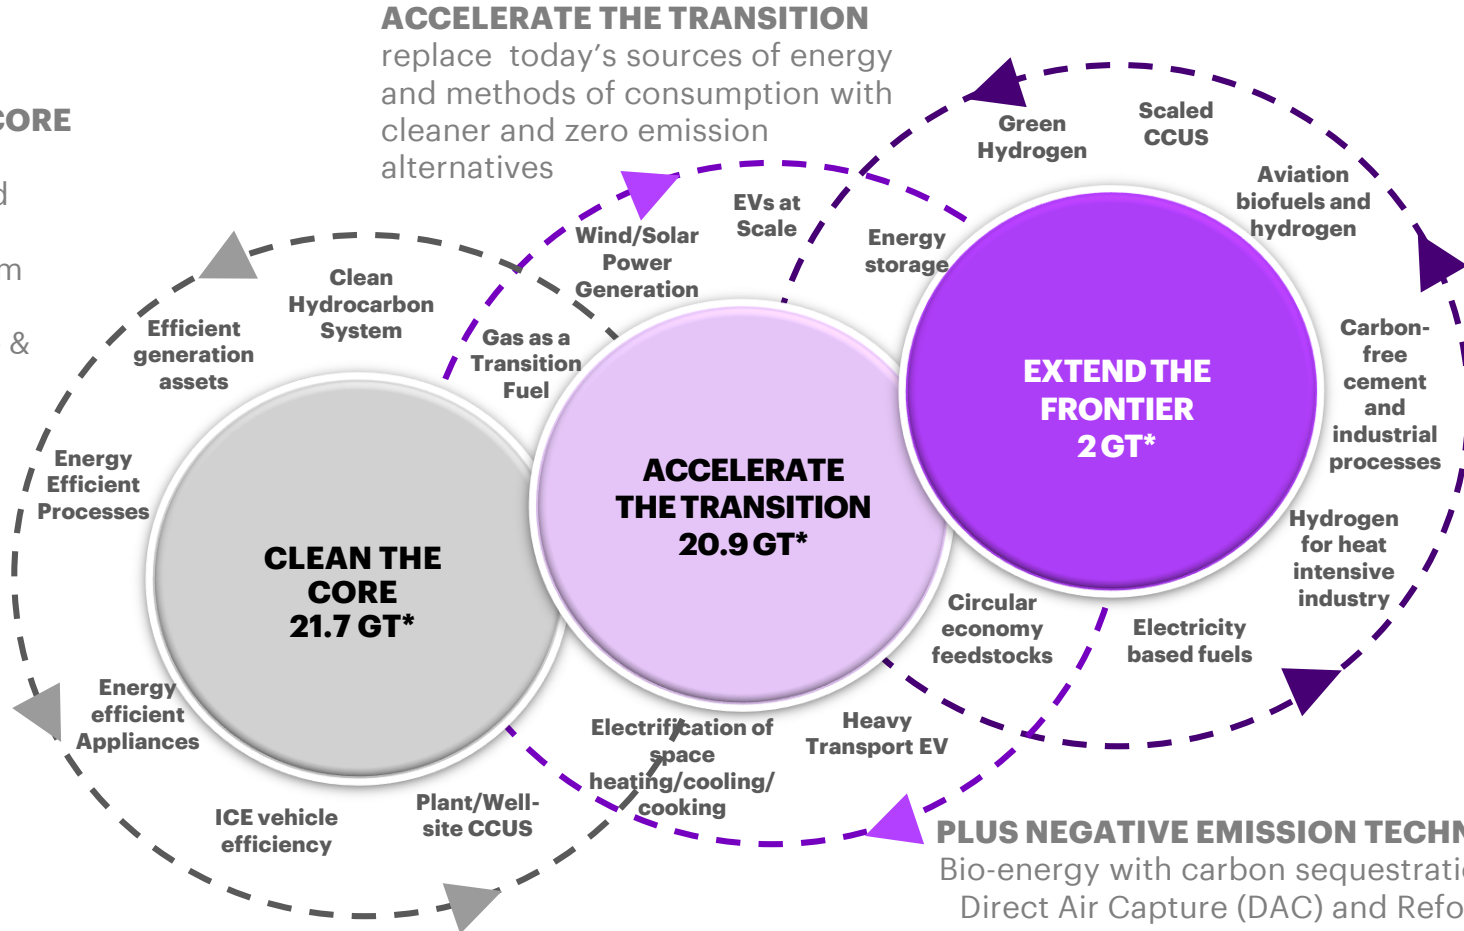 ACCELERATE THE TRANSITION
replace today's sources of energy
and methods of consumption with
cleaner and zero emission
alternatives
CORE
d
m
&
Green
Hydrogen
Scaled
CCUS
Aviation
biofuels and
hydrogen
EVs at
Scale
Energy
storage
Wind/Solar
Power
Generation
Clean
Hydrocarbon
System
Efficient
generation
assets
Gas as a
Transition
Fuel
Carbon-
free
cement
and
industrial
processes
EXTEND THE
FRONTIER
2 GT*
Energy
Efficient
Processes
ACCELERATE
THE TRANSITION
20.9 GT*
CLEAN THE
CORE
21.7 GT*
Hydrogen
for heat
intensive
industry
Circular
economy
feedstocks
Electricity
based fuels
Energy
efficient
Appliances
Electrification of
space
heating/cooling/
cooking
Heavy
Transport EV
ICE vehicle
efficiency
Plant/Well-
site CCUS
PLUS NEGATIVE EMISSION TECHN
Bio-energy with carbon sequestratio
Direct Air Capture (DAC) and Refo